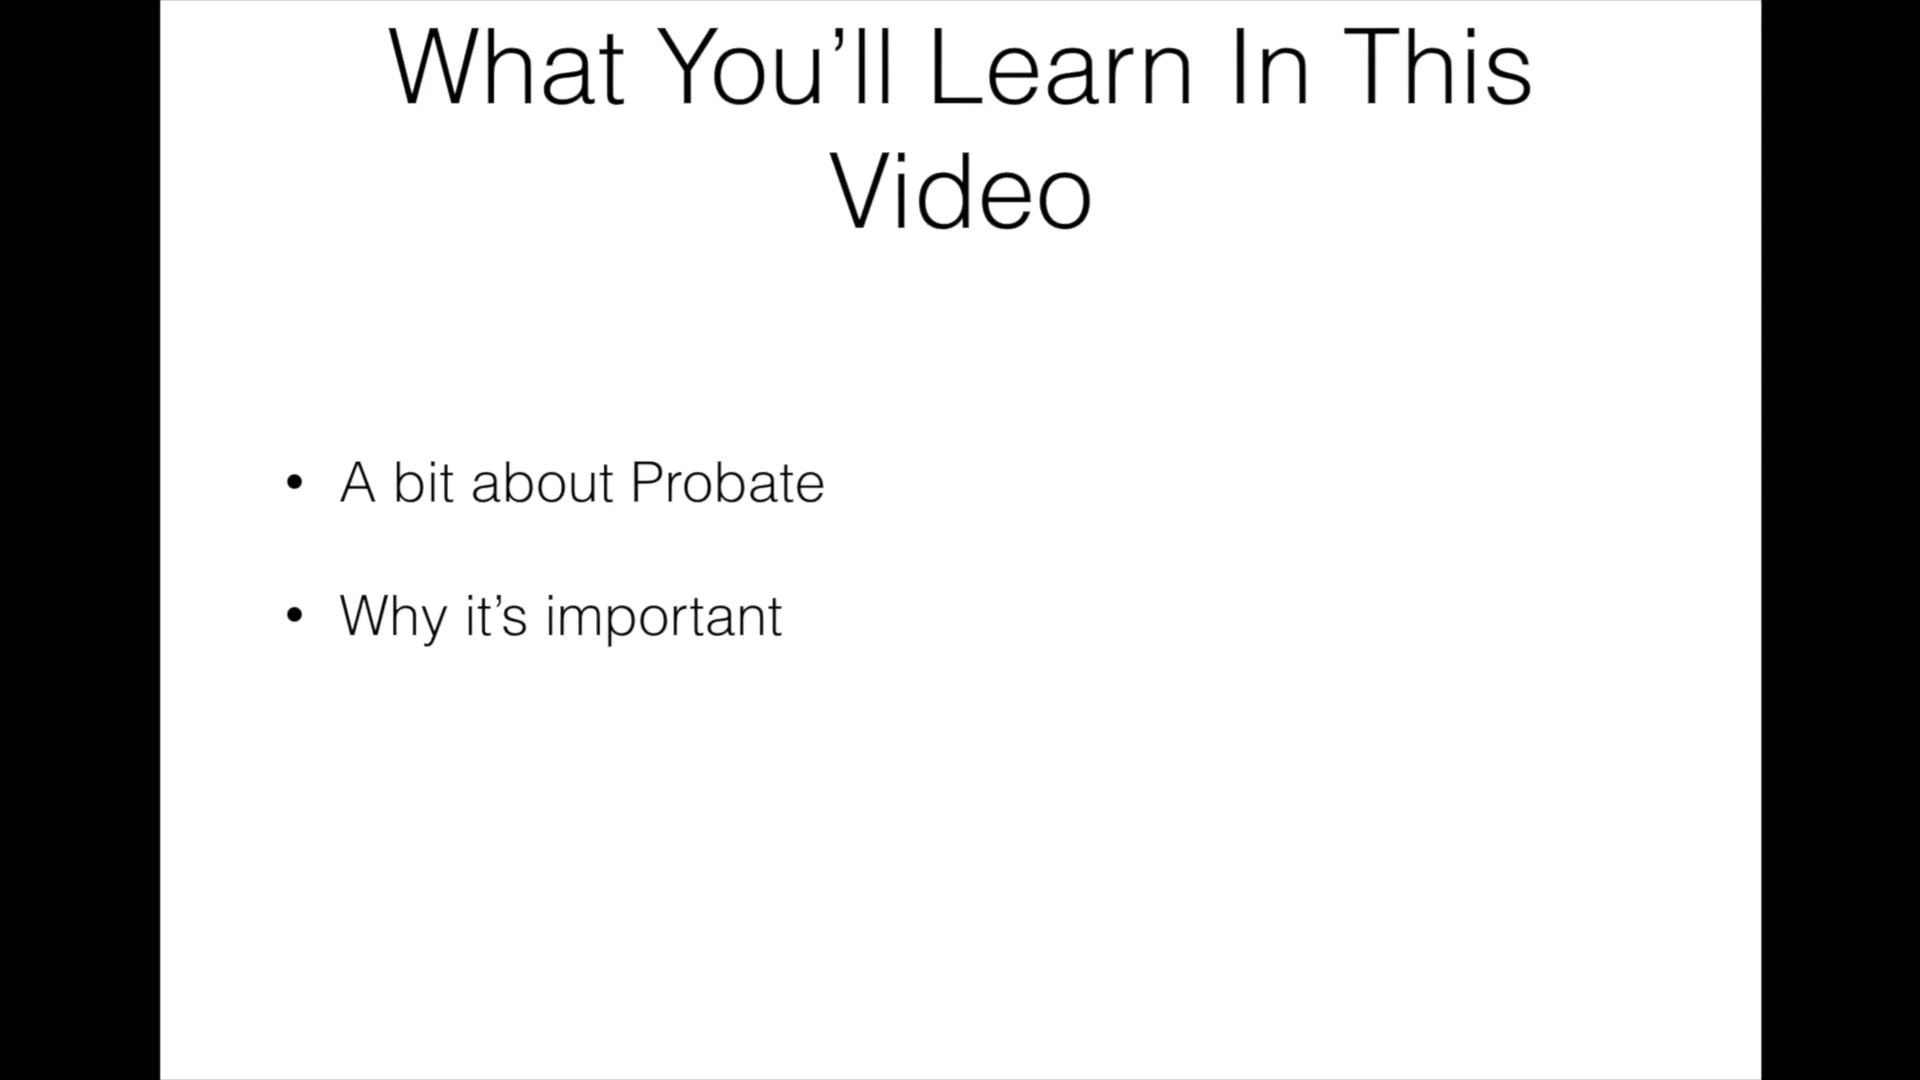 What You’ll Learn In This
Video
• A bit about Probate
• Why it’s important